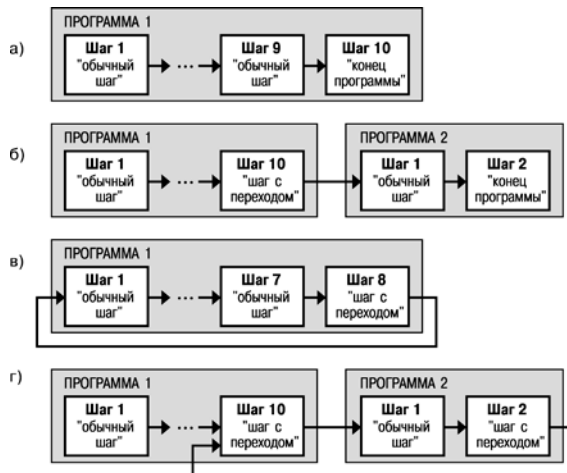 а)
ПРОГРАММА 1
Шаг 1
"обычный
шаг"
...
Шаг 9
"обычный
шаг"
Шаг 10
"конец
программы"
б)
ПРОГРАММА 1
Шаг 1
"обычный
шаг"
...
Шаг 10
"шаг с
переходом"
ПРОГРАММА 2
Шаг 1
"обычный
шаг"
Шаг 2
"конец
программы"
в)
ПРОГРАММА 1
Шаг 1
"обычный
шаг"
...
Шаг 7
"обычный
шаг"
Шаг 8
"шаг с
переходом"
г)
ПРОГРАММА 1
Шаг 1
"обычный
шаг"
...
Шаг 10
"шаг с
переходом"
ПРОГРАММА 2
Шаг 1
"обычный
шаг"
Шаг 2
"шаг с
переходом"